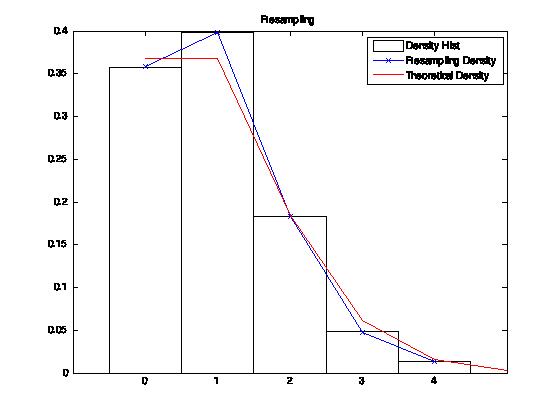 Resampling
0.4
0.35
0.3
0.25
0.2
0.15
0.1
0.05
0
0 1 2 3 4
Density Hist
Resampling Density
Theoretical Density